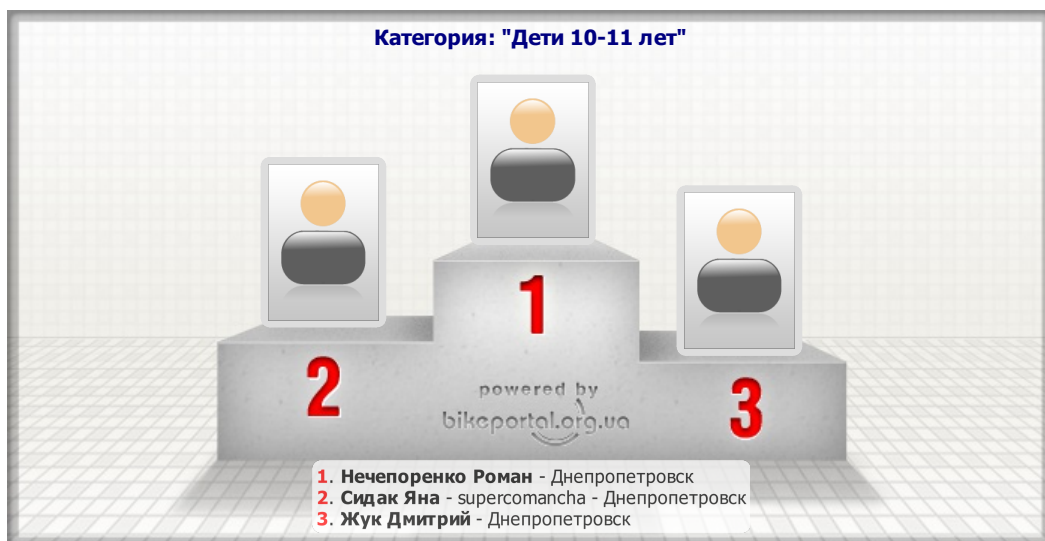 Категория: "Дети 10-11 лет"
1
2
3
powered by
bikeportal.org.ua
1. Нечепоренко Роман - Днепропетровск
2. Сидак Яна - supercomancha - Днепропетровск
3. Жук Дмитрий - Днепропетровск